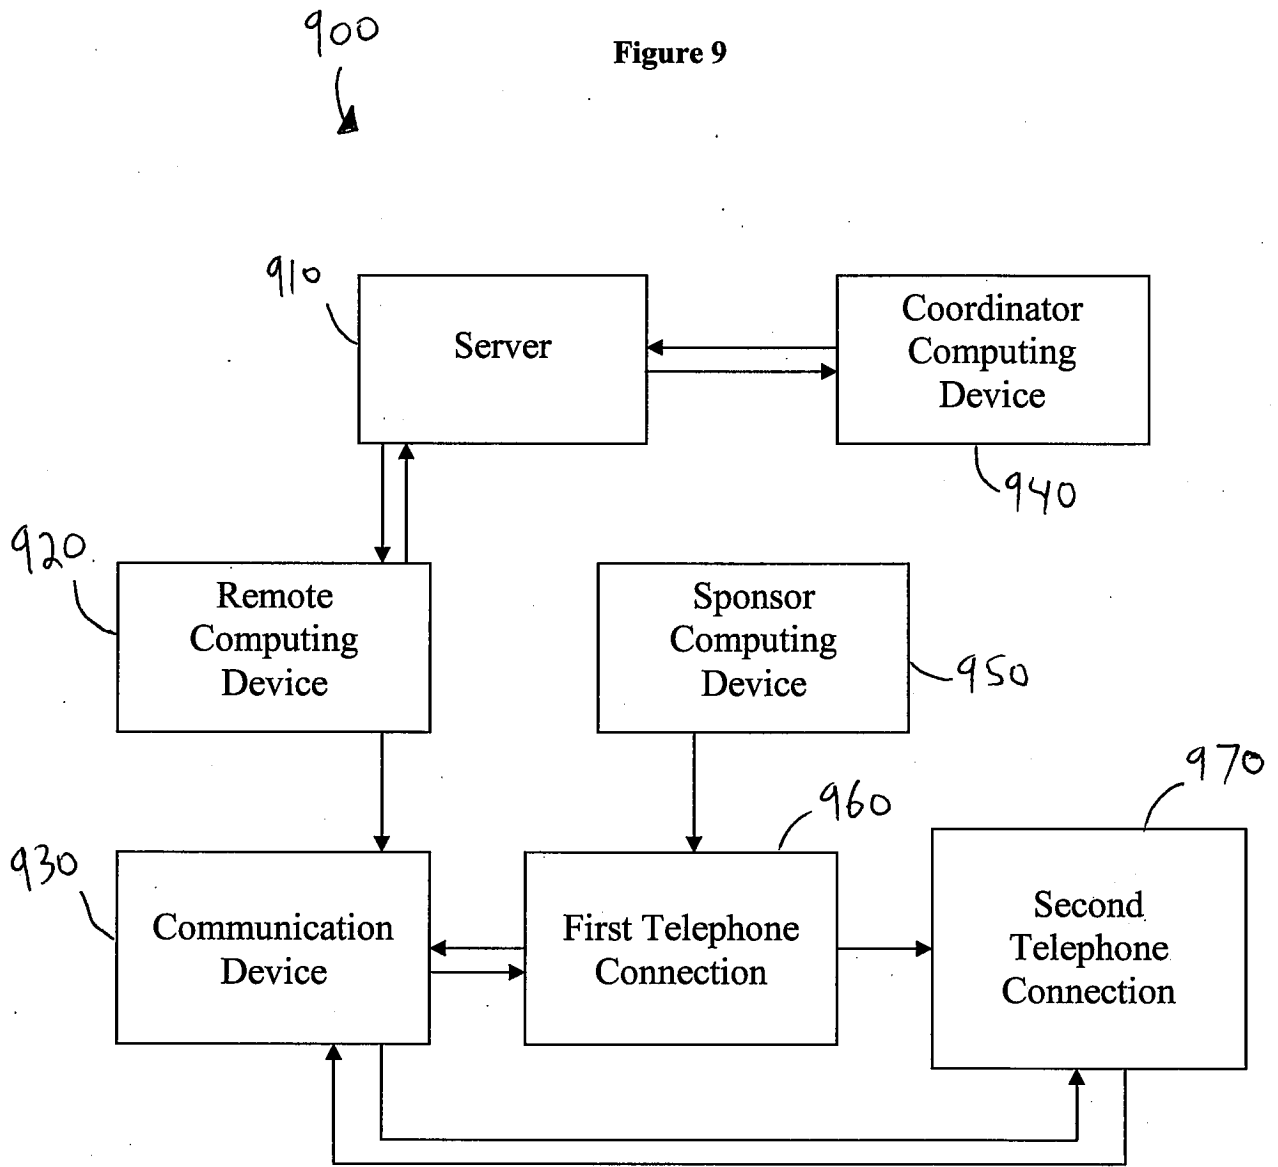 900
Figure 9
910
Server
Coordinator
Computing
Device
940
920
Remote
Computing
Device
Sponsor
Computing
Device
950
960
970
930
Communication
Device
First Telephone
Connection
Second
Telephone
Connection